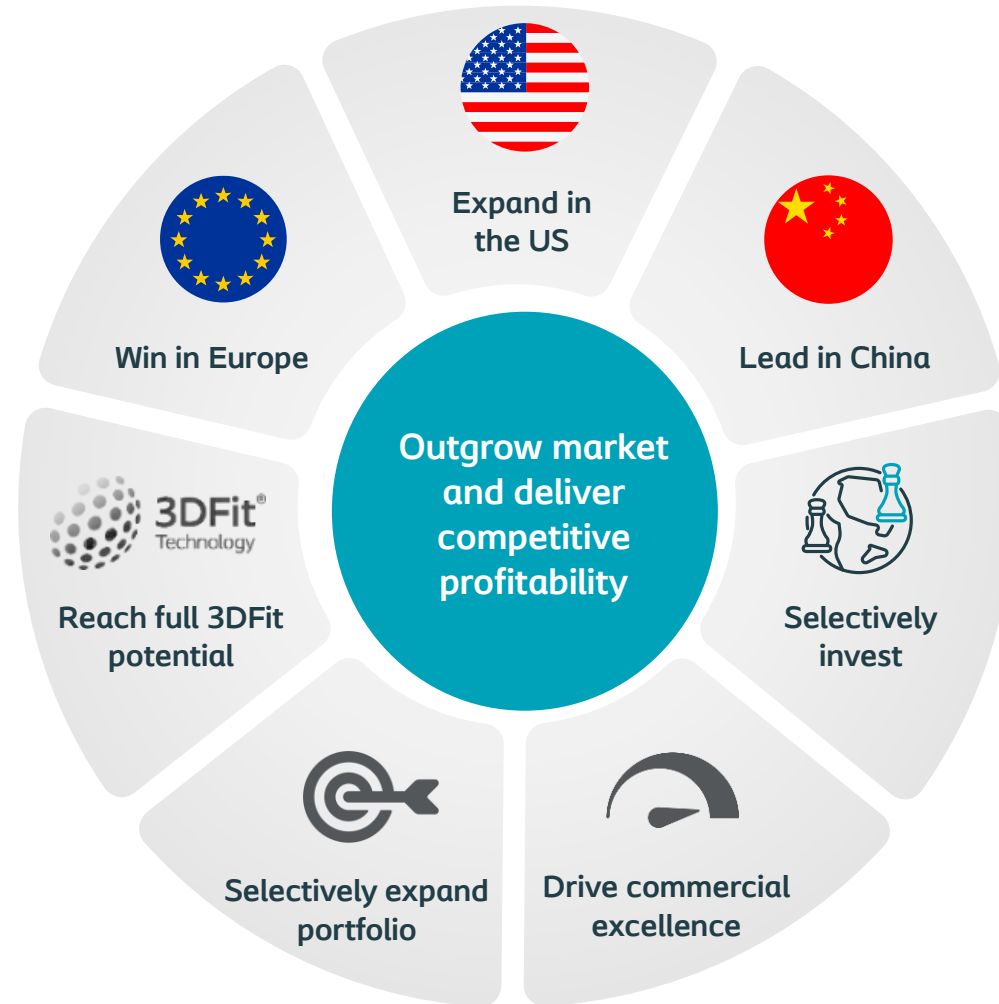 Expand in
the US
Win in Europe
Lead in China
Outgrow market
and deliver
competitive
profitability
3DFit®
Technology
Reach full 3DFit
potential
Selectively
invest
Selectively expand
portfolio
Drive commercial
excellence